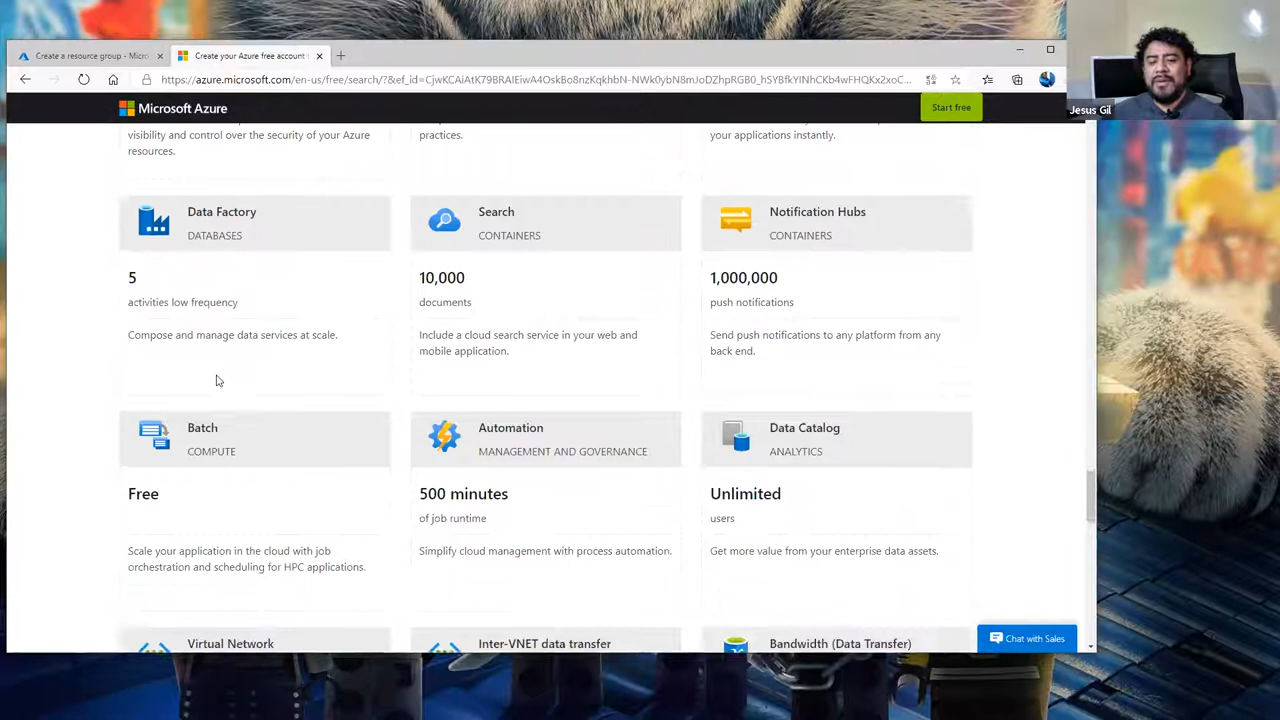 Create a resource group - Micro
Create your Azure free account
https://azure.microsoft.com/en-us/free/search/?&ef_id=CjwKCAiAtK79BRAIEiwA4OskBo8nzKqkhbN-NWk0ybN8mJoDZhpRGB0_hSYBfkYINhCKb4wFHQKx2xoC...
Jesus Gil
Microsoft Azure
Start free
visibility and control over the security of your Azure
resources.
practices.
your applications instantly.
Data Factory
DATABASES
5
activities low frequency
Compose and manage data services at scale.
Search
CONTAINERS
10,000
documents
Include a cloud search service in your web and
mobile application.
Notification Hubs
CONTAINERS
1,000,000
push notifications
Send push notifications to any platform from any
back end.
Batch
COMPUTE
Free
Scale your application in the cloud with job
orchestration and scheduling for HPC applications.
Automation
MANAGEMENT AND GOVERNANCE
500 minutes
of job runtime
Simplify cloud management with process automation.
Data Catalog
ANALYTICS
Unlimited
users
Get more value from your enterprise data assets.
Virtual Network
Inter-VNET data transfer
Bandwidth (Data Transfer)
Chat with Sales